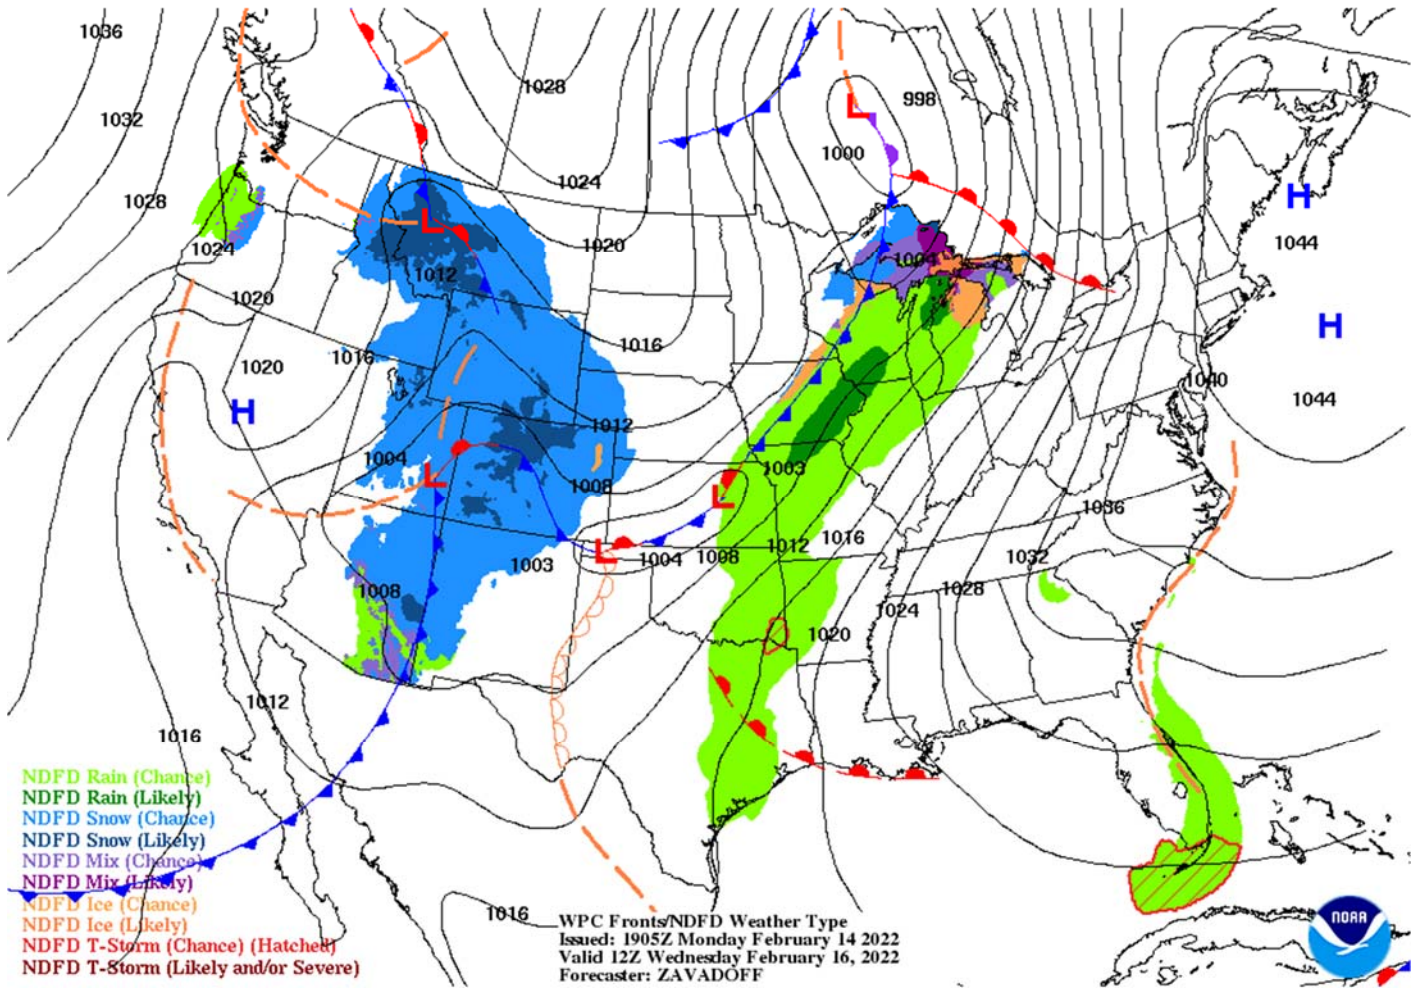 1036
998
1028
1032
1000
1024
1028
H
L
L
1044
1024
1020
1004
1012
1020
H
1020
1016
1016
1040
H
1044
1012
1004
L
1003
L
1008
1036
1016
1012
L
1004
1008
1032
1003
1008
1028
1024
1020
1012
1016
NDFD Rain (Chance)
NDFD Rain (Likely)
NDFD Snow (Chance)
NDFD Snow (Likely)
NDFD Mix (Chance)
NDFD Mix (Likely)
NDFD Ice (Chance)
NDFD Ice (Likely)
NDFD T-Storm (Chance) (Hatched)
NDFD T-Storm (Likely and/or Severe)
1016
WPC Fronts/NDFD Weather Type
Issued: 1905Z Monday February 14 2022
Valid 12Z Wednesday February 16, 2022
Forecaster: ZAVADOFF
NOAA